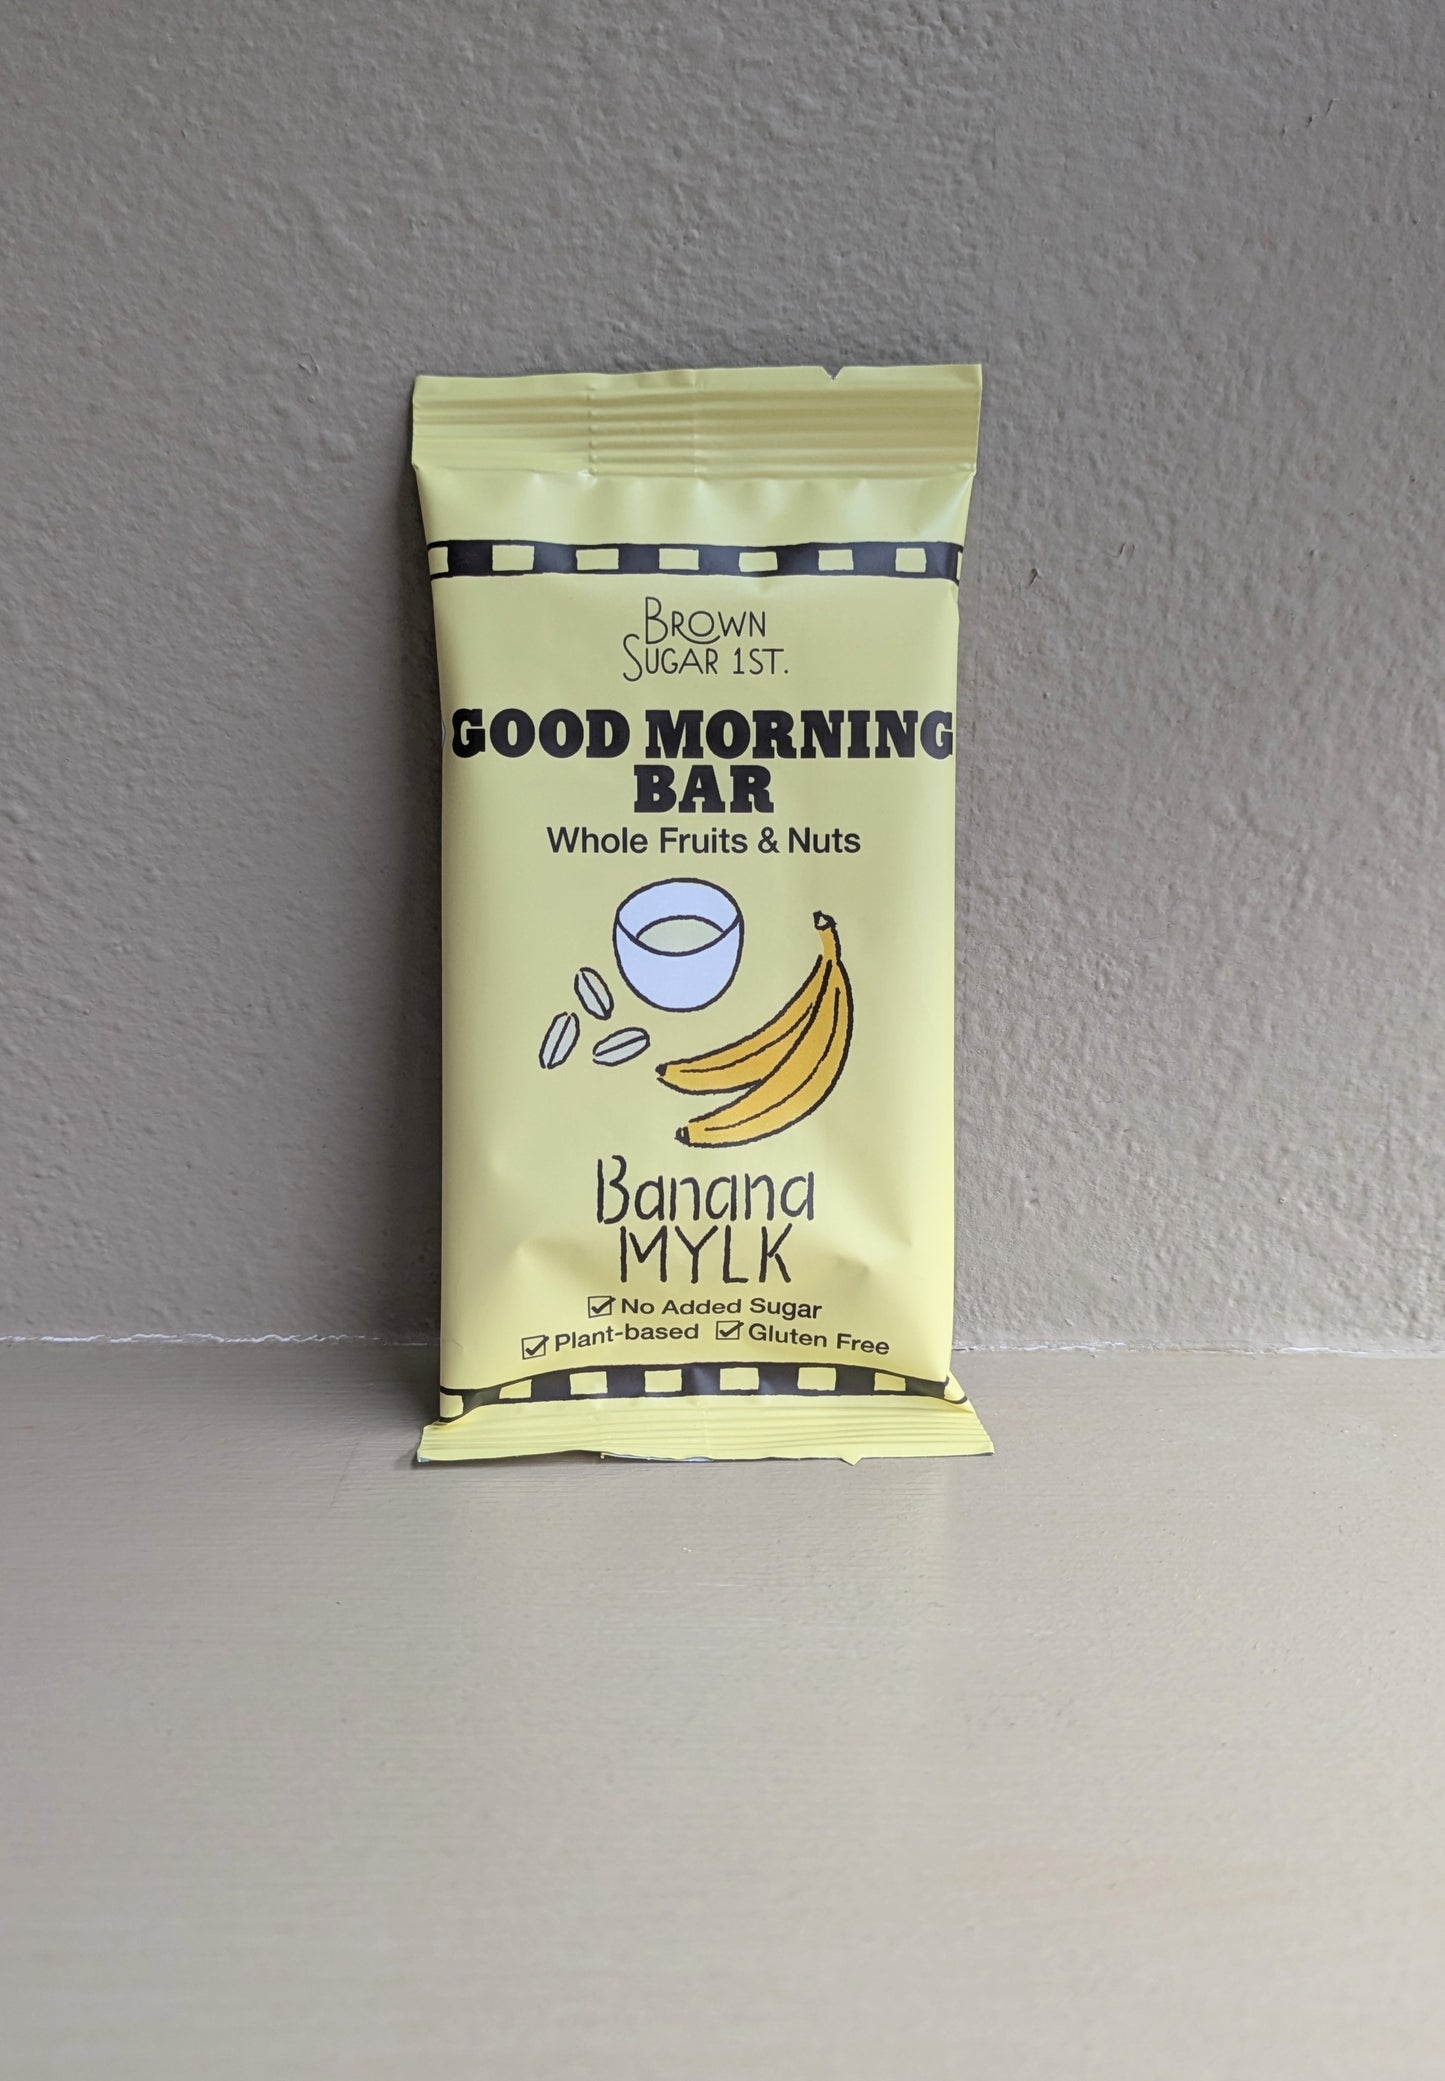 BROWN
SUGAR 1ST.
GOOD MORNING
BAR
Whole Fruits & Nuts
Banana
MYLK
No Added Sugar
Plant-based Gluten Free